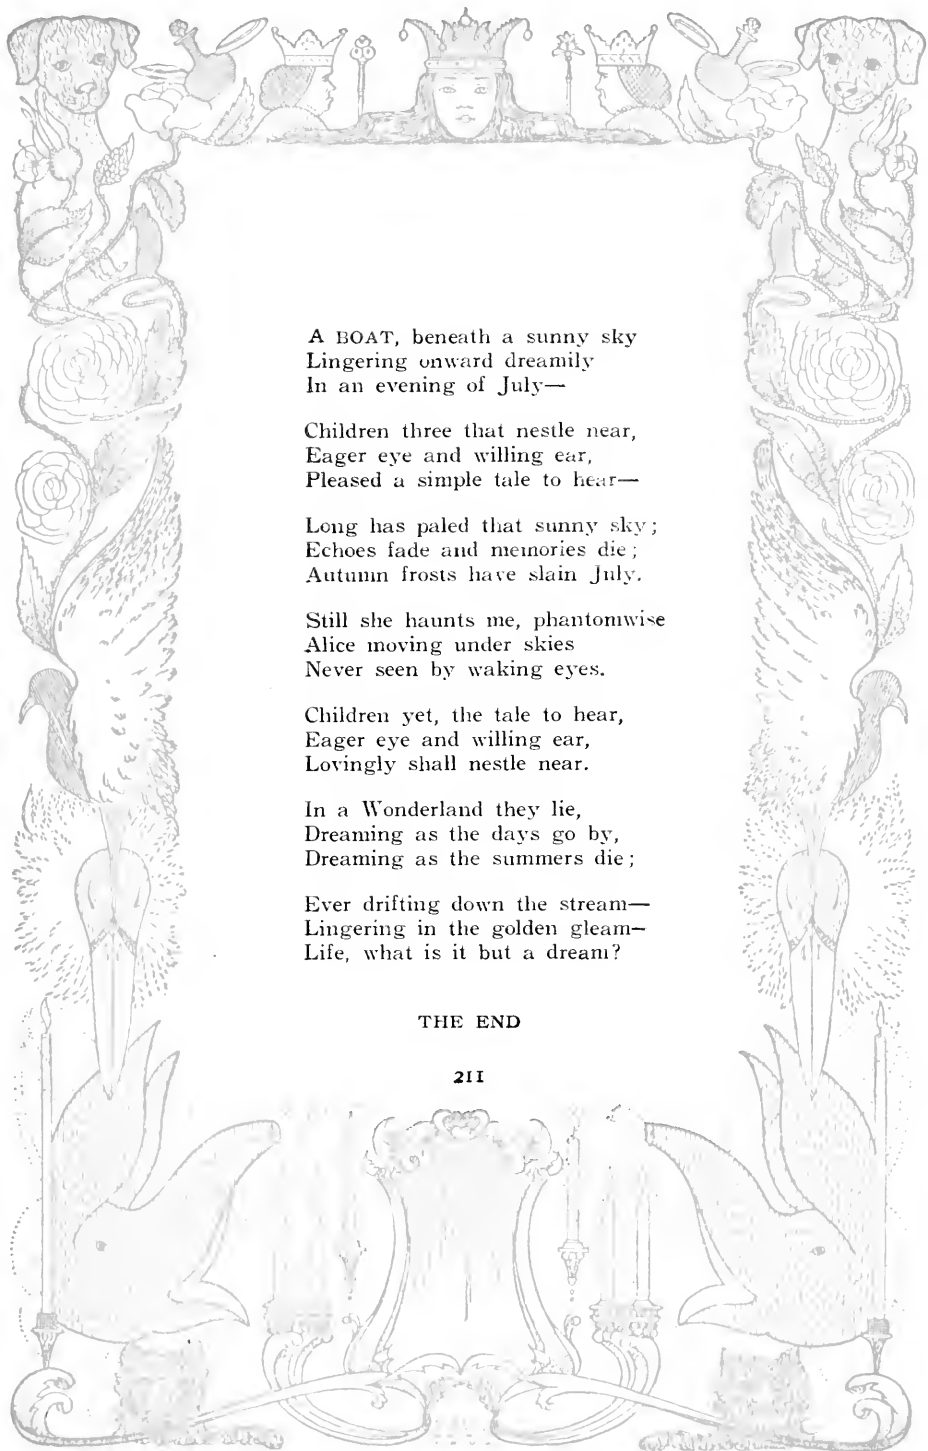 A BOAT, beneath a sunny sky
Lingering onward dreamily
In an evening of July—
Children three that nestle near,
Eager eye and willing ear,
Pleased a simple tale to hear—
Long has paled that sunny sky;
Echoes fade and memories die;
Autumn frosts have slain July.
Still she haunts me, phantomwise
Alice moving under skies
Never seen by waking eyes.
Children yet, the tale to hear,
Eager eye and willing ear,
Lovingly shall nestle near.
In a Wonderland they lie,
Dreaming as the days go by,
Dreaming as the summers die;
Ever drifting down the stream—
Lingering in the golden gleam—
Life, what is it but a dream?
THE END
211